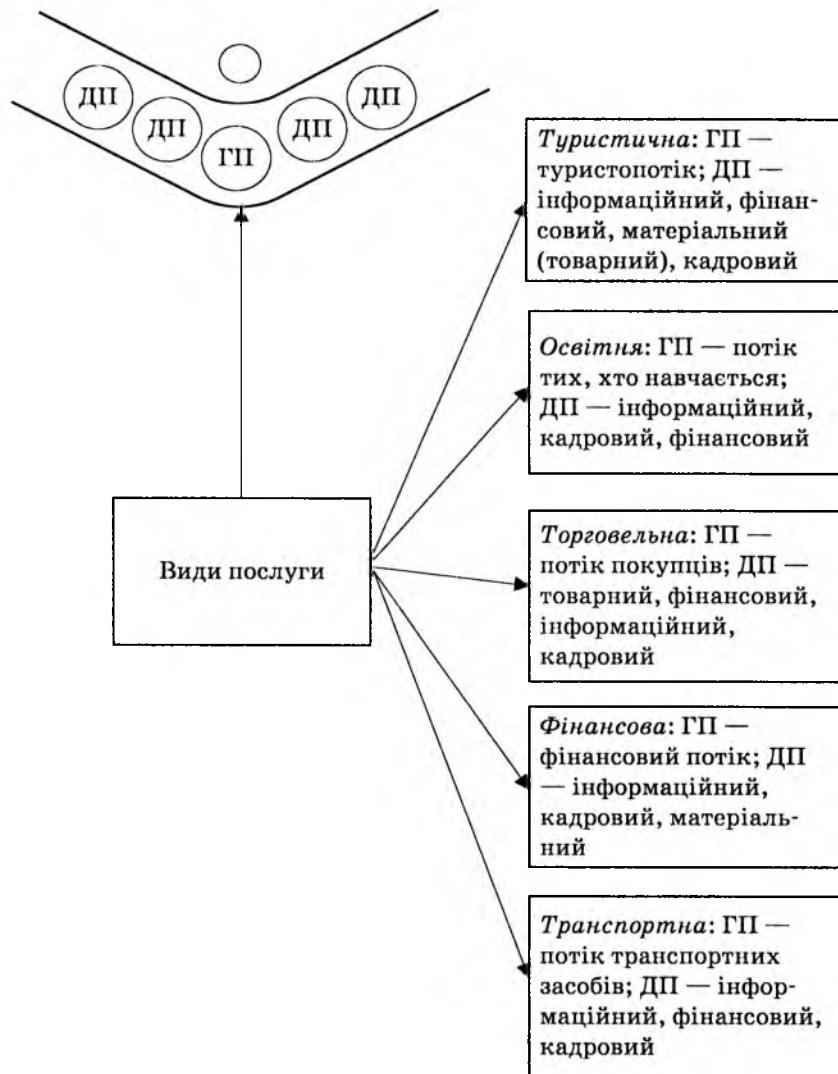 ДП
ДП
ГП
ДП
ДП
Туристична: ГП —
туристопотік; ДП —
інформаційний, фінан-
совий, матеріальний
(товарний), кадровий
Освітня: ГП — потік
тих, хто навчається;
ДП — інформаційний,
кадровий, фінансовий
Види послуги
Торговельна: ГП —
потік покупців; ДП —
товарний, фінансовий,
інформаційний,
кадровий
Фінансова: ГП —
фінансовий потік; ДП
— інформаційний,
кадровий, матеріаль-
ний
Транспортна: ГП —
потік транспортних
засобів; ДП — інфор-
маційний, фінансовий,
кадровий